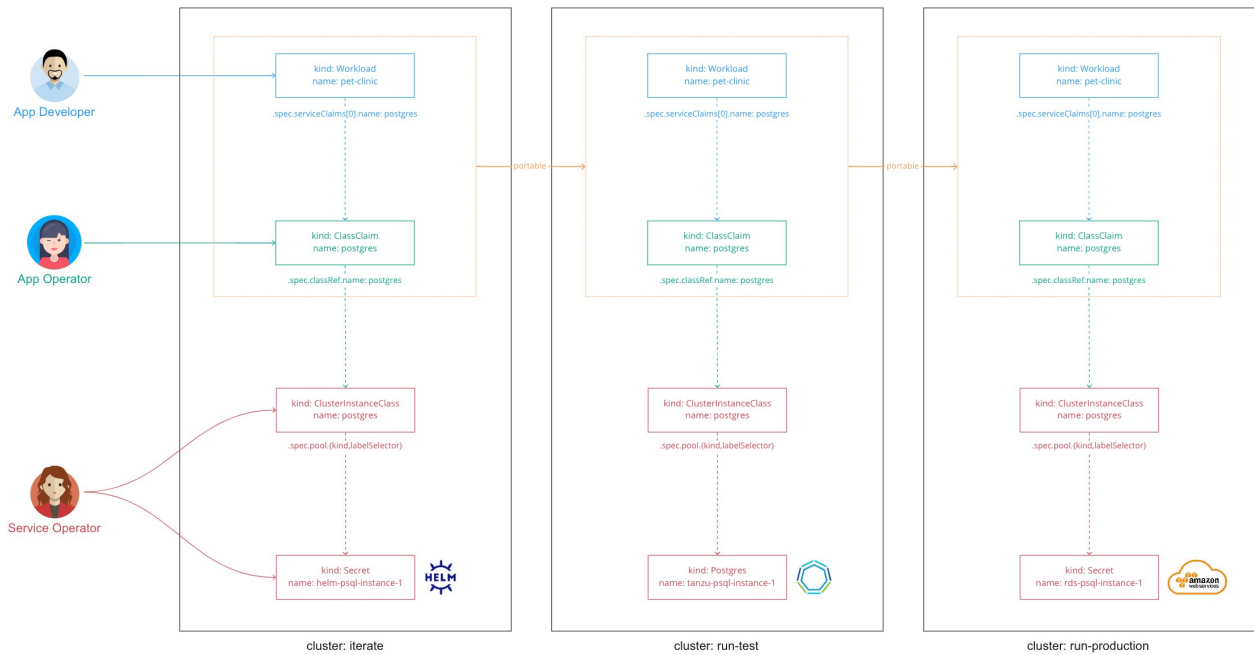 App Developer
App Operator
Service Operator
kind: Workload
name: pet-clinic
.spec.serviceClaims[0].name: postgres
kind: ClassClaim
name: postgres
.spec.classRef.name: postgres
kind: ClusterInstanceClass
name: postgres
.spec.pool.{kind,labelSelector}
kind: Secret
name: helm-psql-instance-1
HELM
cluster: iterate
portable
kind: Workload
name: pet-clinic
.spec.serviceClaims[0].name: postgres
kind: ClassClaim
name: postgres
.spec.classRef.name: postgres
kind: ClusterInstanceClass
name: postgres
.spec.pool.{kind,labelSelector}
kind: Postgres
name: tanzu-psql-instance-1
cluster: run-test
portable
kind: Workload
name: pet-clinic
.spec.serviceClaims[0].name: postgres
kind: ClassClaim
name: postgres
.spec.classRef.name: postgres
kind: ClusterInstanceClass
name: postgres
.spec.pool.{kind,labelSelector}
kind: Secret
name: rds-psql-instance-1
amazon
webservices
cluster: run-production